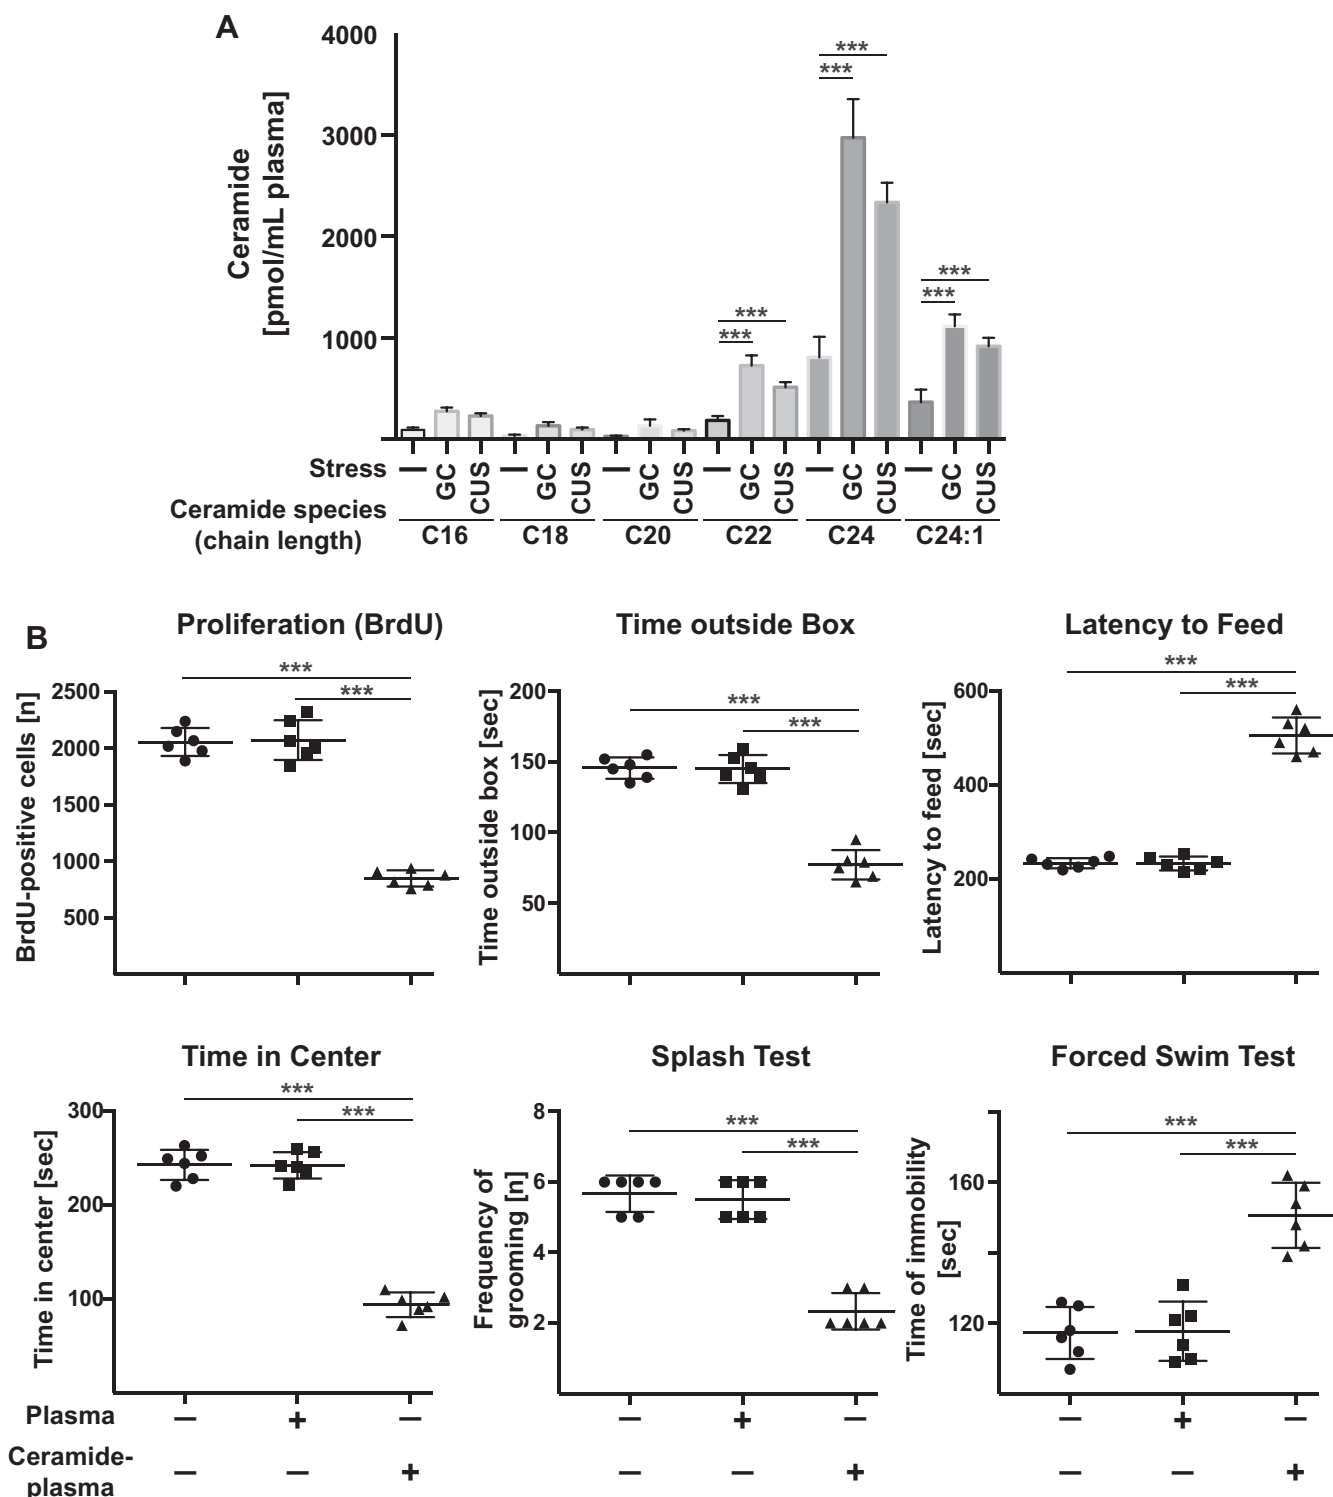 A
4000
3000
2000
1000
Ceramide
[pmol/mL plasma]
*** *** *** *** *** *** 
Stress – GC CUS – GC CUS – GC CUS – GC CUS – GC CUS – GC CUS
Ceramide species
(chain length)
C16 C18 C20 C22 C24 C24:1
B
Proliferation (BrdU)
BrdU-positive cells [n]
2500
2000
1500
1000
500
***
***
Time outside Box
Time outside box [sec]
200
150
100
50
***
***
Latency to Feed
Latency to feed [sec]
600
400
200
***
***
Time in Center
Time in center [sec]
300
200
100
***
***
Splash Test
Frequency of
grooming [n]
8
6
4
2
***
***
Forced Swim Test
Time of immobility
[sec]
160
120
***
***
Plasma – + – – + – – + –
Ceramide-
plasma
– – + – – + – – +